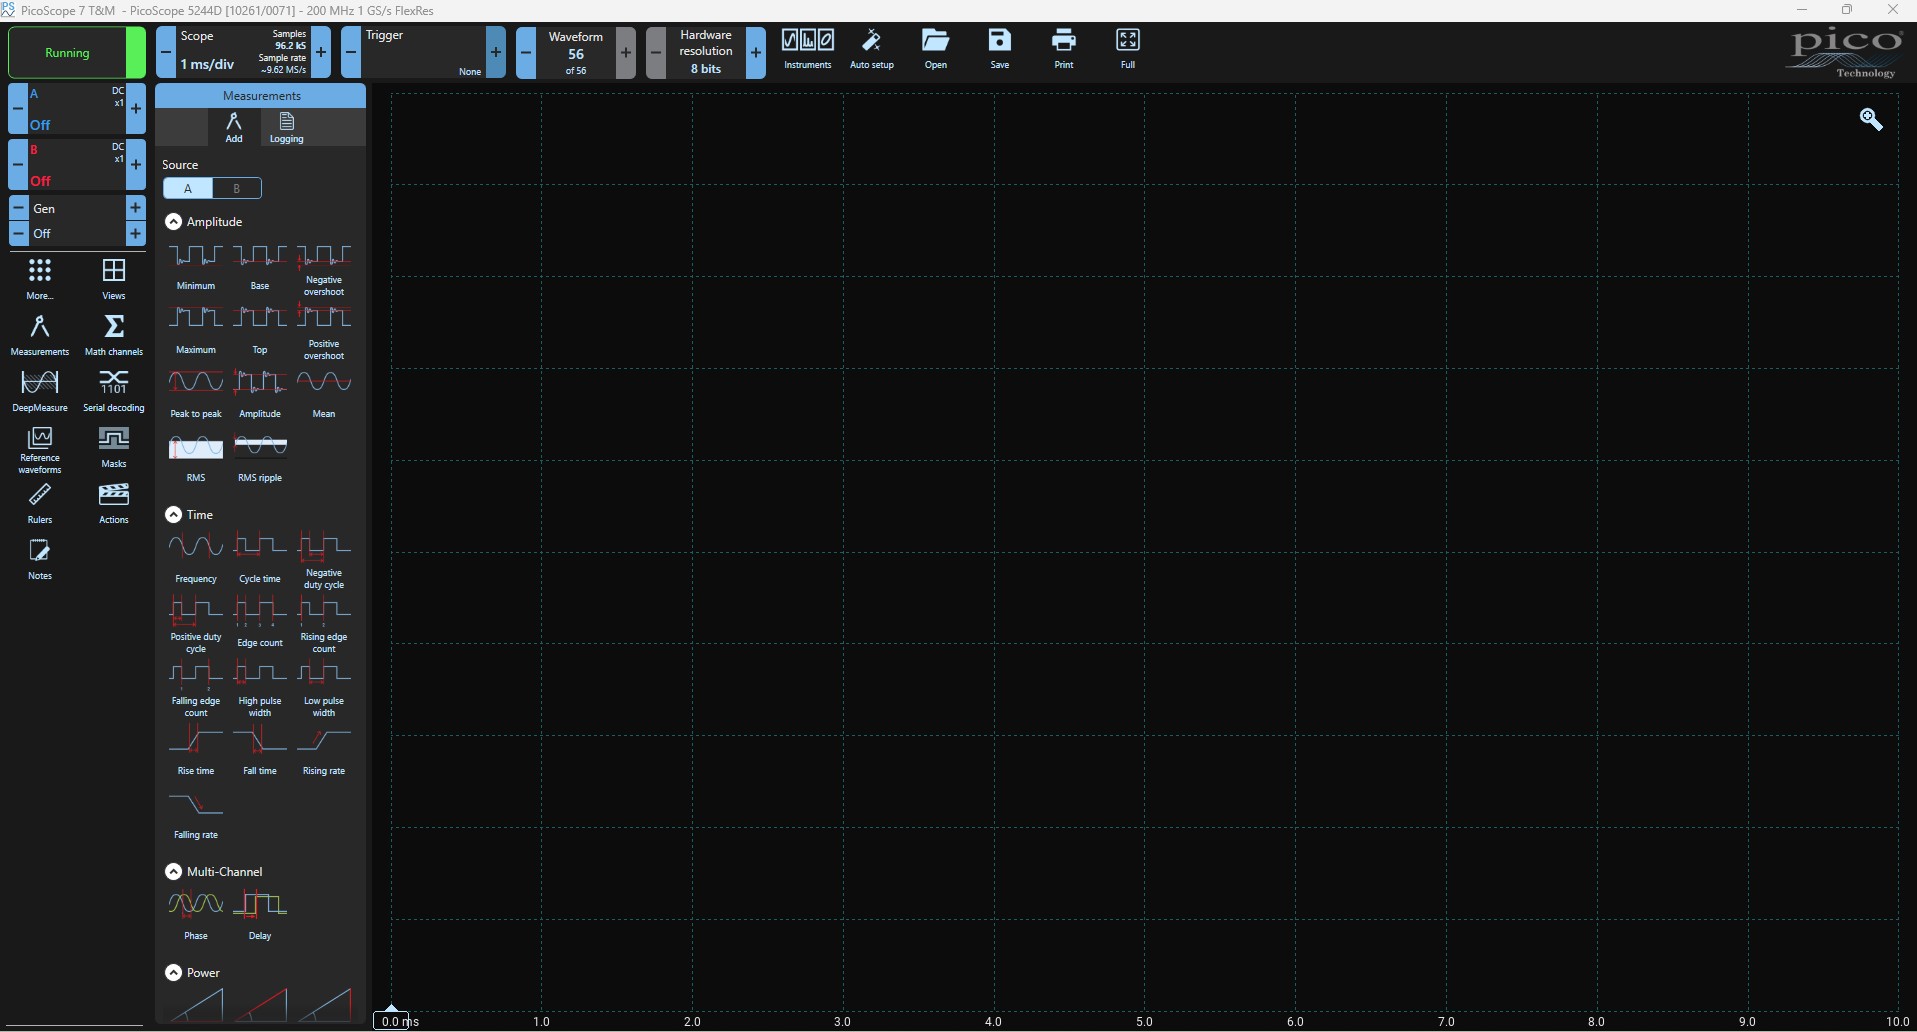 PicoScope 7 T&M - PicoScope 5244D [10261/0071] - 200 MHz 1 GS/s FlexRes
Running
Scope
Samples
96.2 kS
Sample rate
1 ms/div
~9.62 MS/s
Trigger
None
Waveform
56
of 56
Hardware
resolution
8 bits
Instruments
Auto setup
Open
Save
Print
Full
pico
Technology
A
DC
x1
Off
B
DC
x1
Off
Gen
Off
More...
Views
Measurements
Math channels
DeepMeasure
1101
Serial decoding
Reference
waveforms
Masks
Rulers
Actions
Notes
Measurements
Add
Logging
Source
A
B
Amplitude
Minimum
Base
Negative
overshoot
Maximum
Top
Positive
overshoot
Peak to peak
Amplitude
Mean
RMS
RMS ripple
Time
Frequency
Cycle time
Negative
duty cycle
Positive duty
cycle
Edge count
Rising edge
count
Falling edge
count
High pulse
width
Low pulse
width
Rise time
Fall time
Rising rate
Falling rate
Multi-Channel
Phase
Delay
Power
0.0 ms
1.0
2.0
3.0
4.0
5.0
6.0
7.0
8.0
9.0
10.0